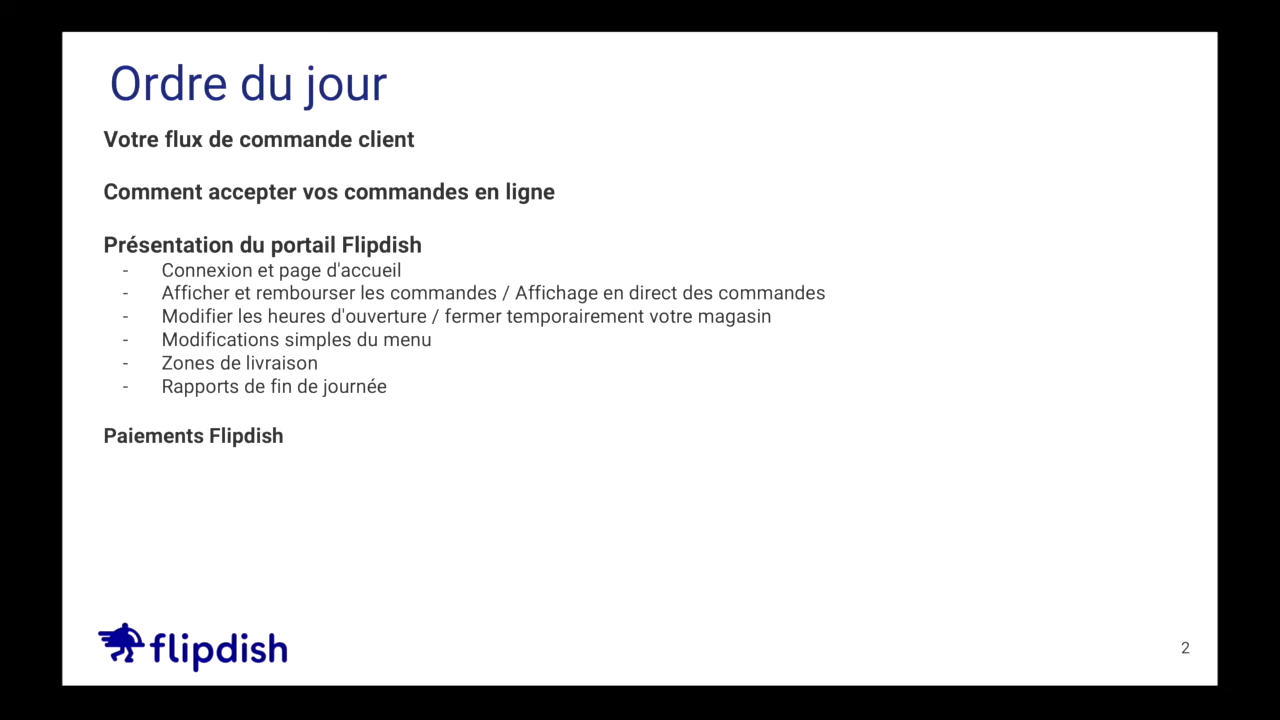 Ordre du jour
Votre flux de commande client
Comment accepter vos commandes en ligne
Présentation du portail Flipdish
- Connexion et page d'accueil
- Afficher et rembourser les commandes / Affichage en direct des commandes
- Modifier les heures d'ouverture / fermer temporairement votre magasin
- Modifications simples du menu
- Zones de livraison
- Rapports de fin de journée
Paiements Flipdish
flipdish
2